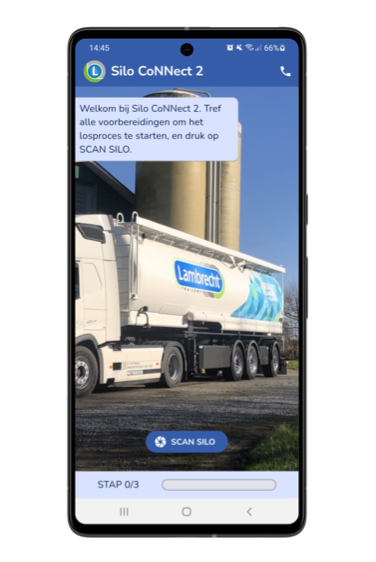 14:45
66%
Silo CoNNect 2
Welkom bij Silo CoNNect 2. Tref
alle voorbereidingen om het
losproces te starten, en druk op
SCAN SILO.
Lambrecht
SCAN SILO
STAP 0/3